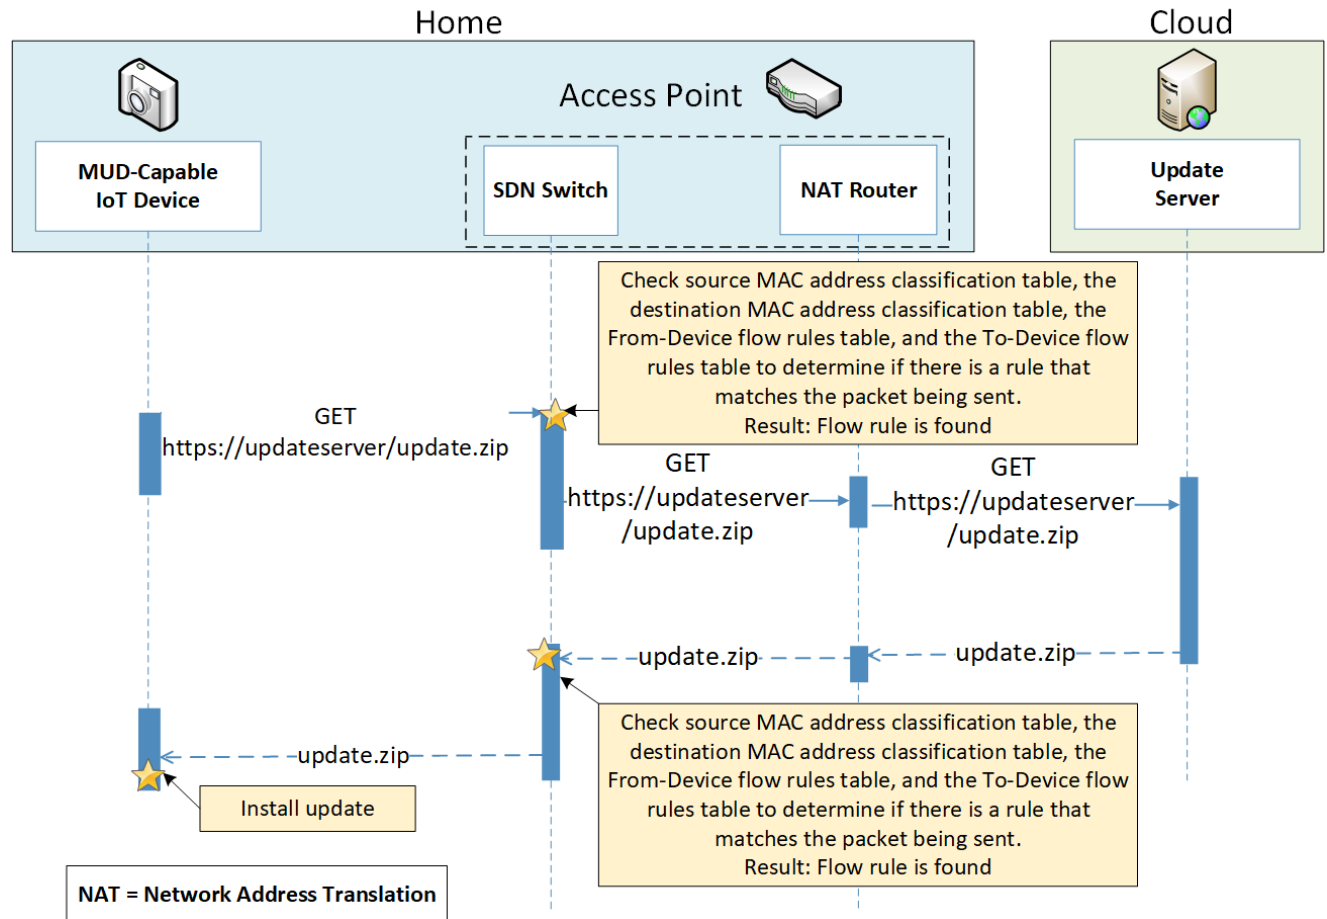 Home
Cloud
Access Point
MUD-Capable
IoT Device
SDN Switch
NAT Router
Update
Server
Check source MAC address classification table, the
destination MAC address classification table, the
From-Device flow rules table, and the To-Device flow
rules table to determine if there is a rule that
matches the packet being sent.
Result: Flow rule is found
GET
https://updateserver/update.zip
GET
https://updateserver
/update.zip
GET
https://updateserver
/update.zip
update.zip
update.zip
Check source MAC address classification table, the
destination MAC address classification table, the
From-Device flow rules table, and the To-Device flow
rules table to determine if there is a rule that
matches the packet being sent.
Result: Flow rule is found
update.zip
Install update
NAT = Network Address Translation